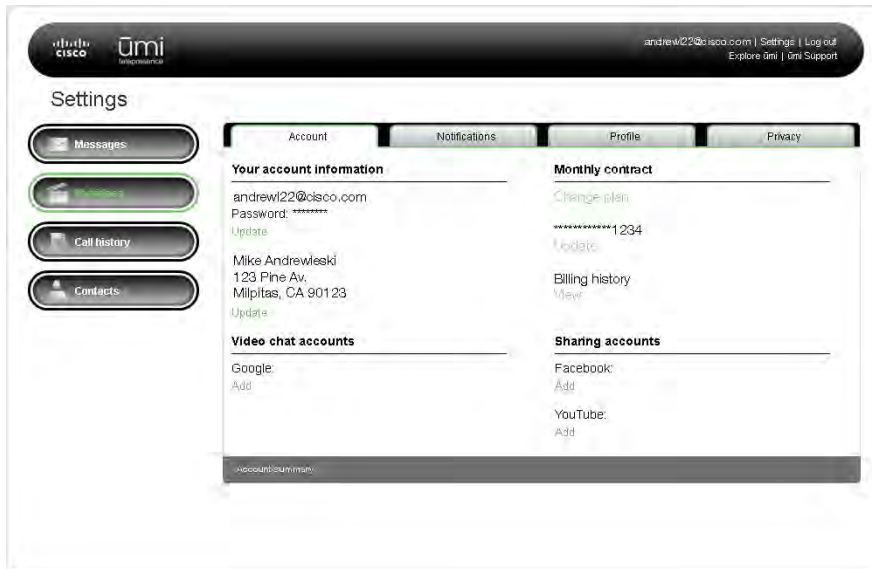 cisco
ūmi
telepresence
andrewl22@cisco.com | Settings | Log out
Explore ūmi | ūmi Support
Settings
Messages
Call history
Contacts
Account
Notifications
Profile
Privacy
Your account information
andrewl22@cisco.com
Password: ********
Update
Mike Andrewleski
123 Pine Av.
Milpitas, CA 90123
Update
Video chat accounts
Google:
Add
Monthly contract
Change plan
************1234
Update
Billing history
View
Sharing accounts
Facebook:
Add
YouTube:
Add
Account summary